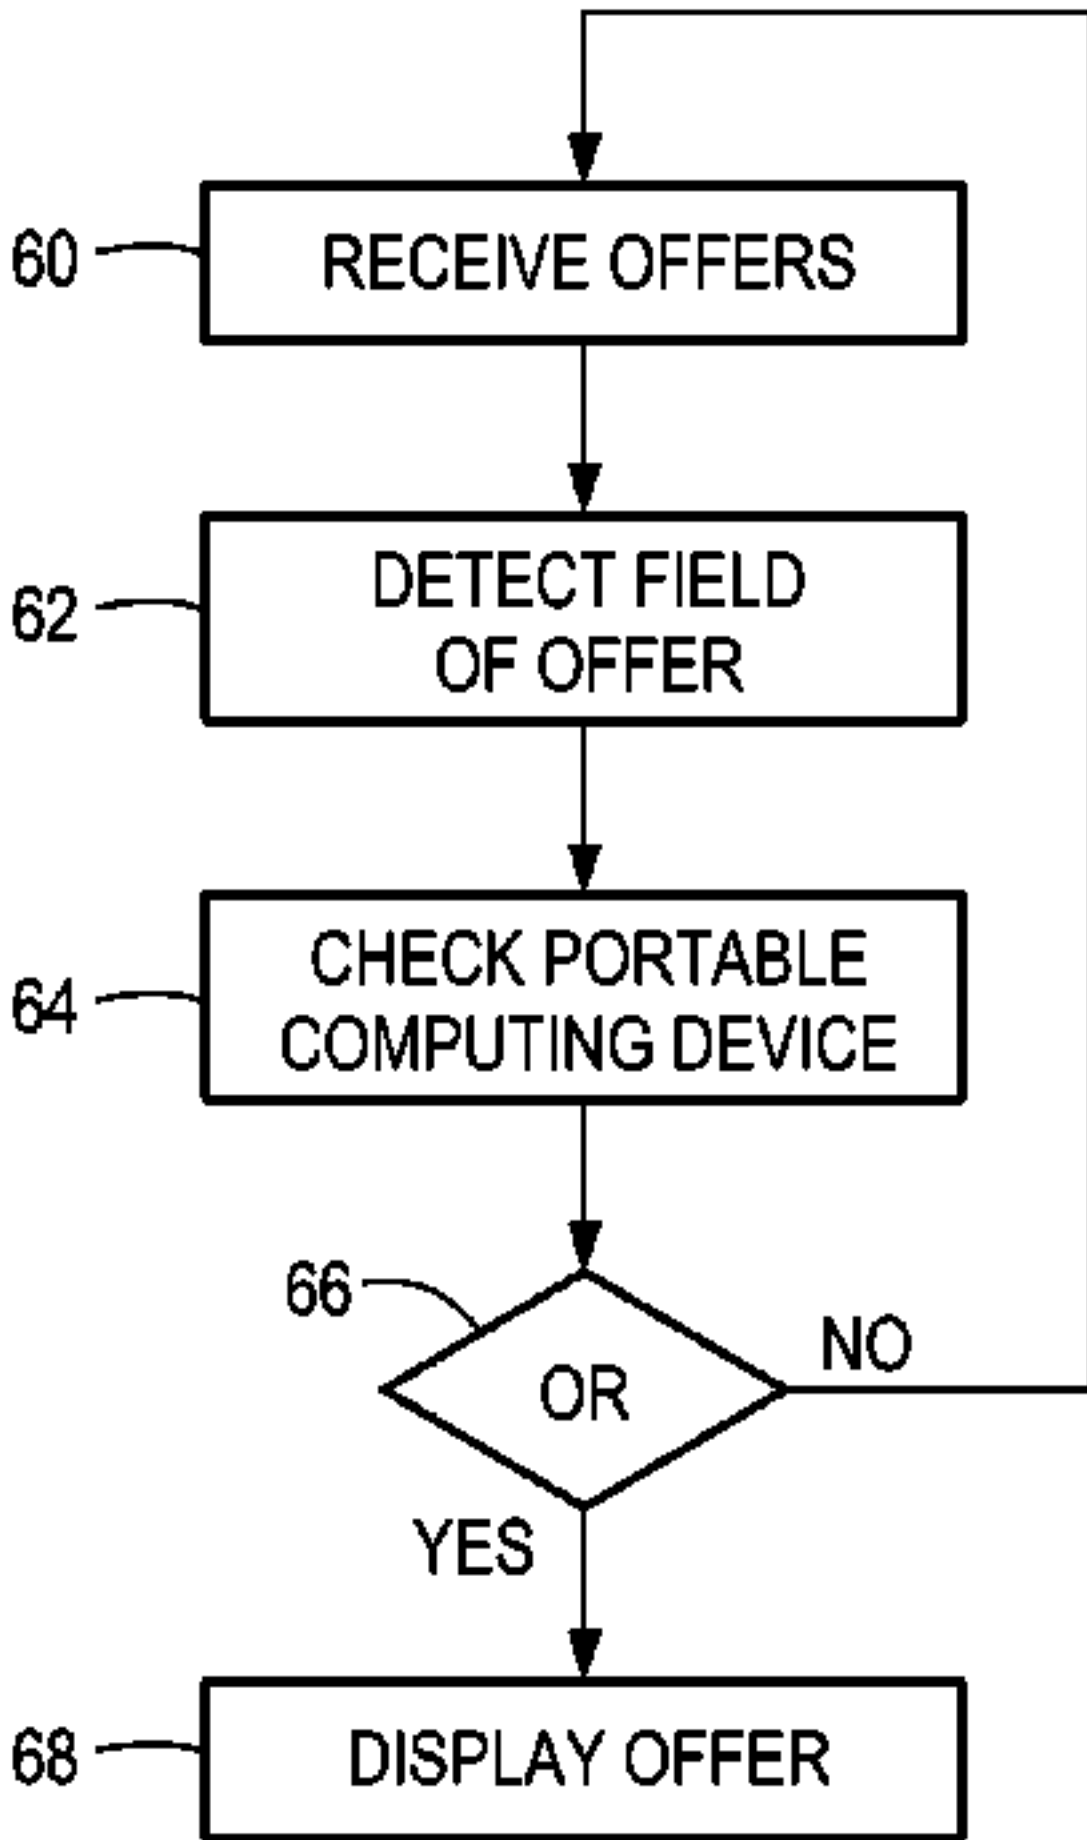 60
RECEIVE OFFERS
62
DETECT FIELD
OF OFFER
64
CHECK PORTABLE
COMPUTING DEVICE
66
OR
NO
YES
68
DISPLAY OFFER